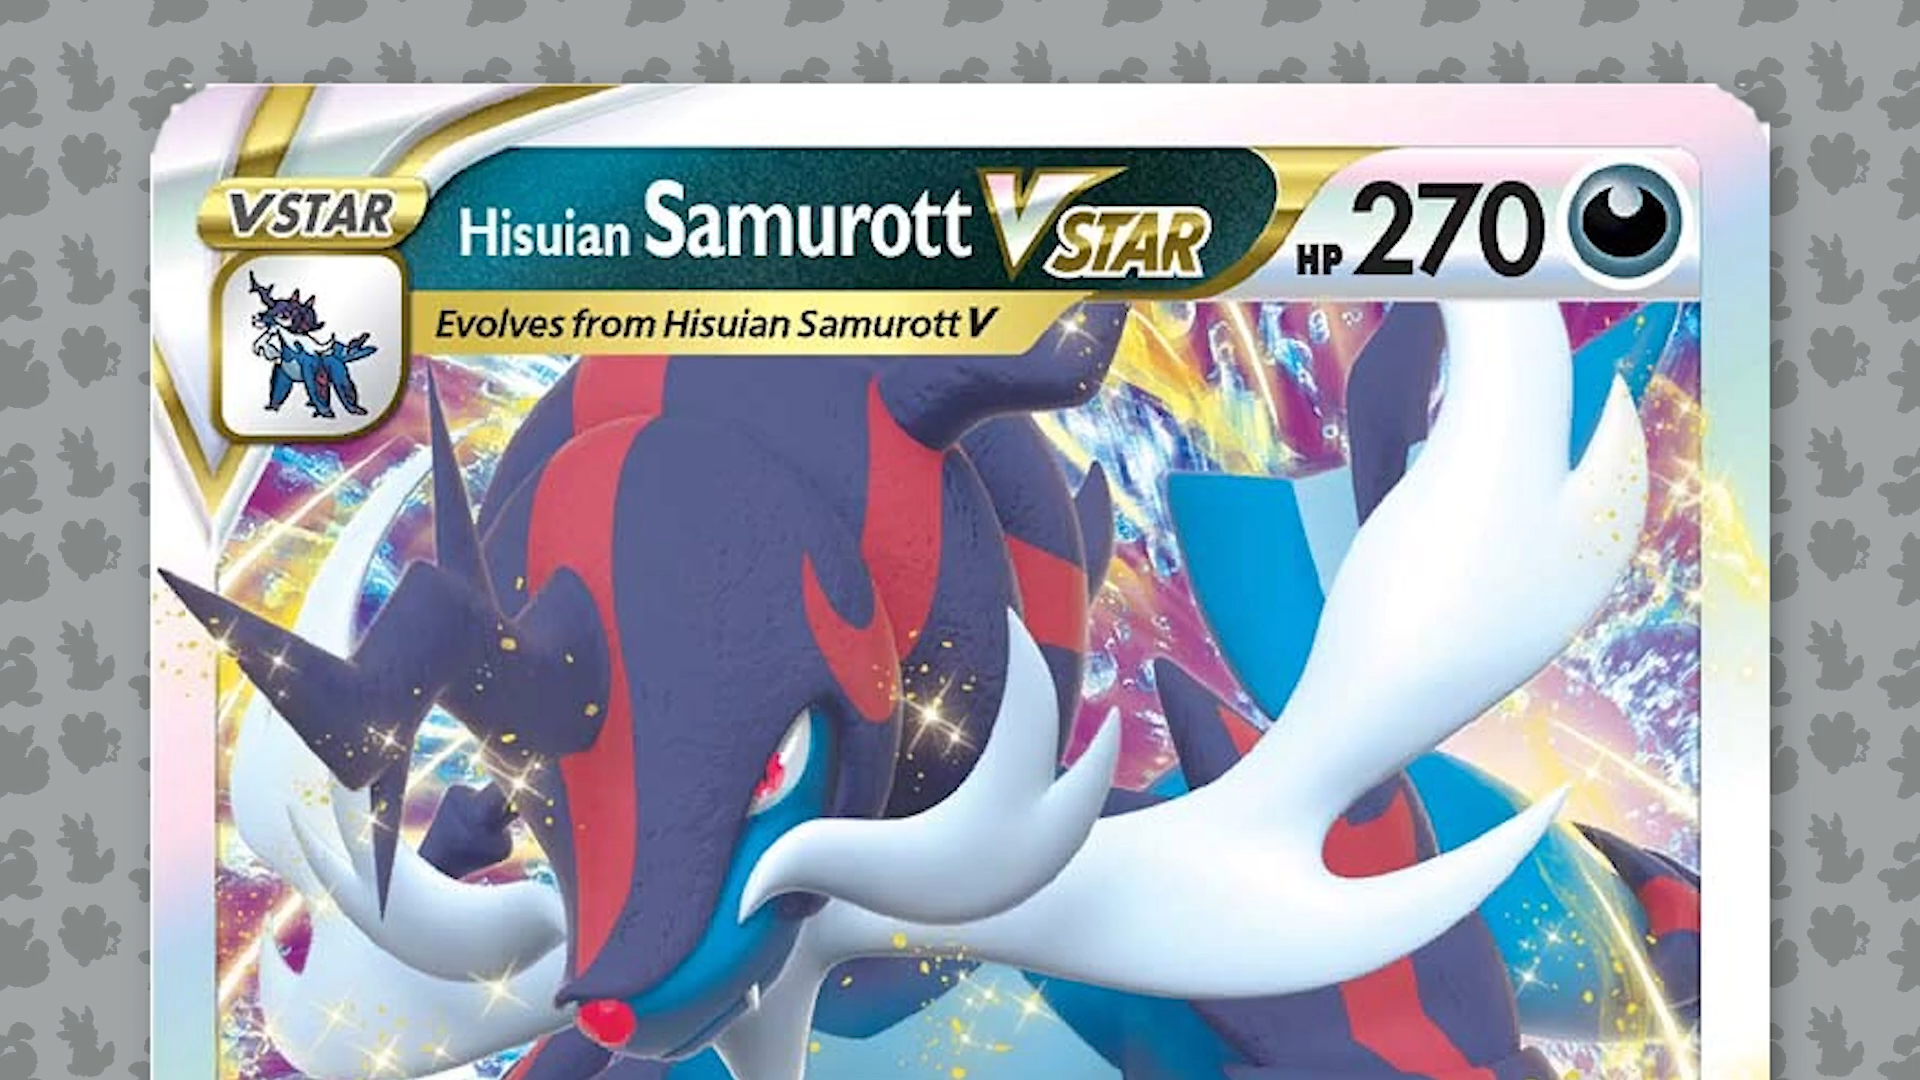 VSTAR
Hisuian Samurott VSTAR
HP 270
Evolves from Hisuian Samurott V